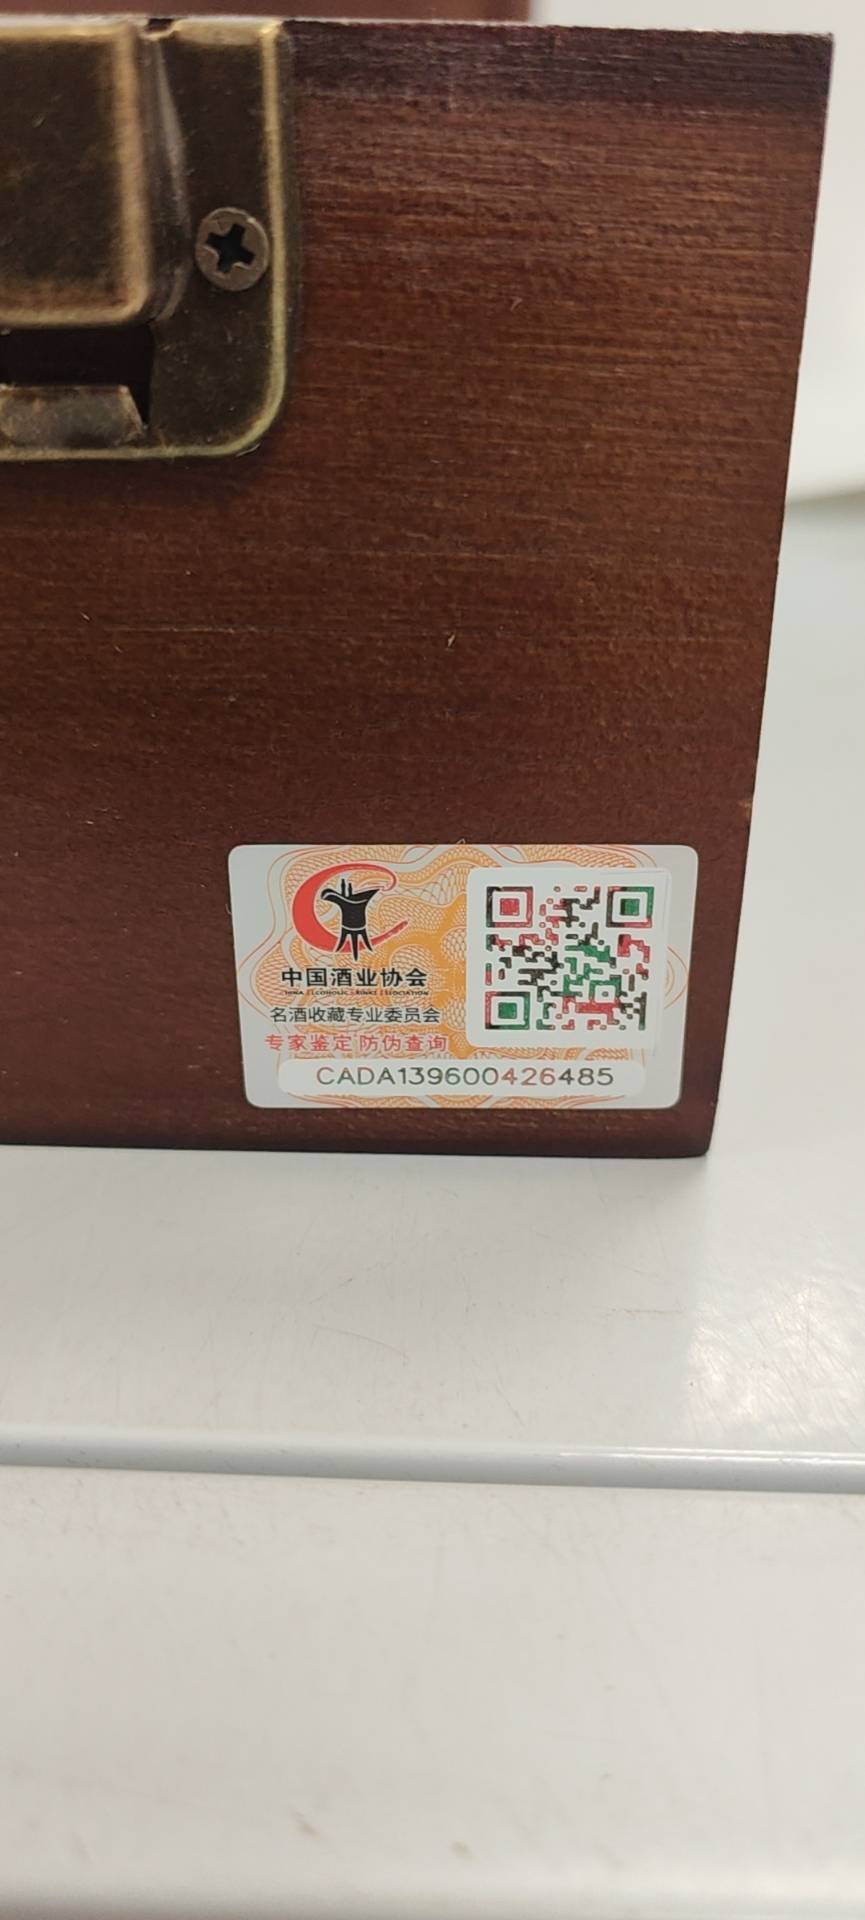 中国酒业协会
名酒收藏专业委员会
专家鉴定 防伪查询
CADA139600426485